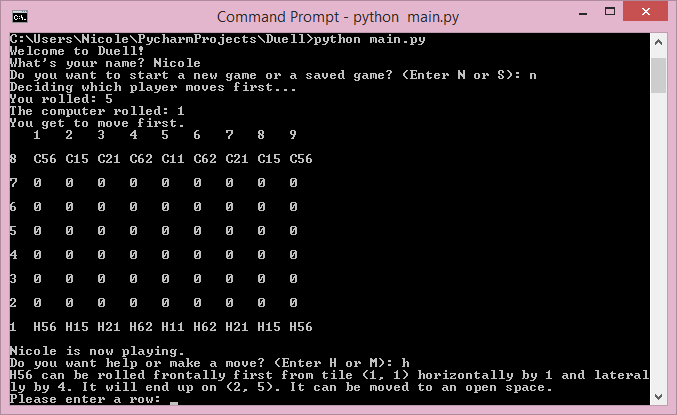 Command Prompt - python  main.py
C:\Users\Nicole\PycharmProjects\Duell>python main.py
Welcome to Duell!
What's your name? Nicole
Do you want to start a new game or a saved game? (Enter N or S): n
Deciding which player moves first...
You rolled: 5
The computer rolled: 1
You get to move first.
1 2 3 4 5 6 7 8 9
8 C56 C15 C21 C62 C11 C62 C21 C15 C56
7 0 0 0 0 0 0 0 0 0
6 0 0 0 0 0 0 0 0 0
5 0 0 0 0 0 0 0 0 0
4 0 0 0 0 0 0 0 0 0
3 0 0 0 0 0 0 0 0 0
2 0 0 0 0 0 0 0 0 0
1 H56 H15 H21 H62 H11 H62 H21 H15 H56
Nicole is now playing.
Do you want help or make a move? (Enter H or M): h
H56 can be rolled frontally first from tile (1, 1) horizontally by 1 and lateral
ly by 4. It will end up on (2, 5). It can be moved to an open space.
Please enter a row: _